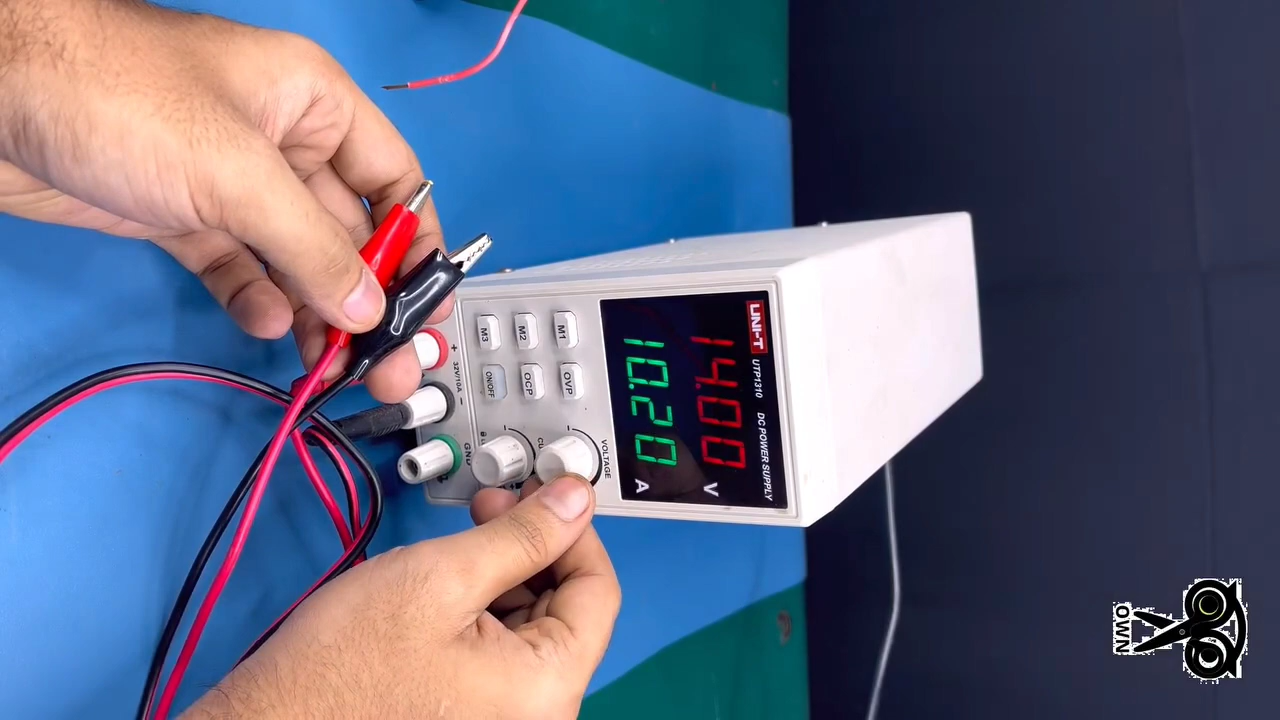 UNI-T UTP1310 DC POWER SUPPLY
14.00 V
10.20 A
VOLTAGE
M1 M2 M3
OVP OCP ON/OFF
+ 32V/10A -
GND
OWN